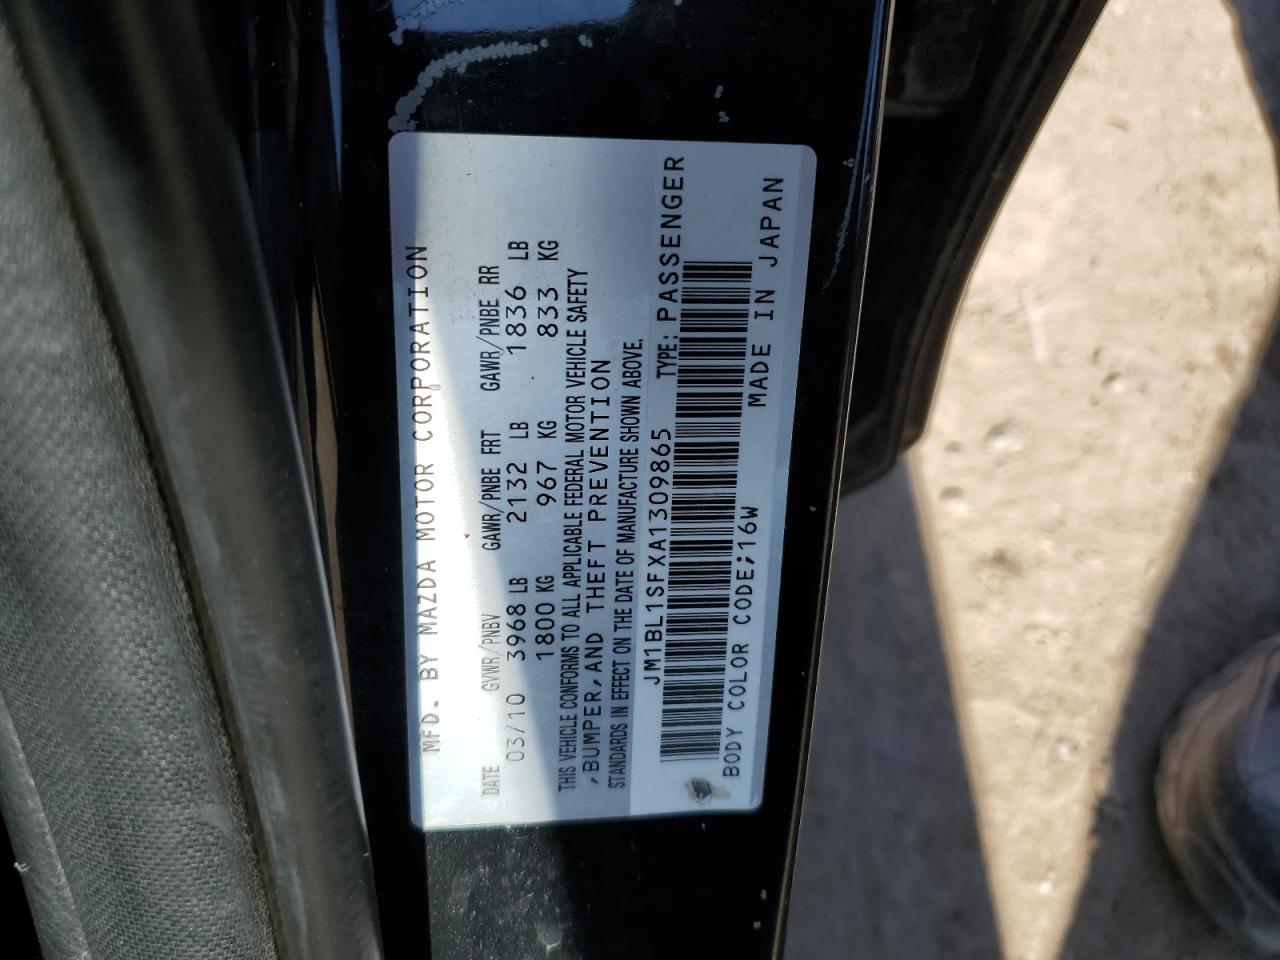 MFD. BY MAZDA MOTOR CORPORATION
DATE GVWR/PNBV GAWR/PNBE FRT GAWR/PNBE RR
03/10 3968 LB 2132 LB 1836 LB
1800 KG 967 KG 833 KG
THIS VEHICLE CONFORMS TO ALL APPLICABLE FEDERAL MOTOR VEHICLE SAFETY
,BUMPER,AND THEFT PREVENTION
STANDARDS IN EFFECT ON THE DATE OF MANUFACTURE SHOWN ABOVE.
JM1BL1SFXA1309865 TYPE: PASSENGER
BODY COLOR CODE;16W MADE IN JAPAN